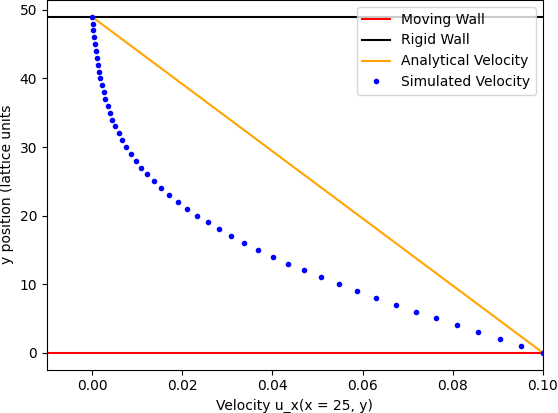 Moving Wall
Rigid Wall
Analytical Velocity
Simulated Velocity
y position (lattice units
50
40
30
20
10
0
0.00 0.02 0.04 0.06 0.08 0.10
Velocity u_x(x = 25, y)